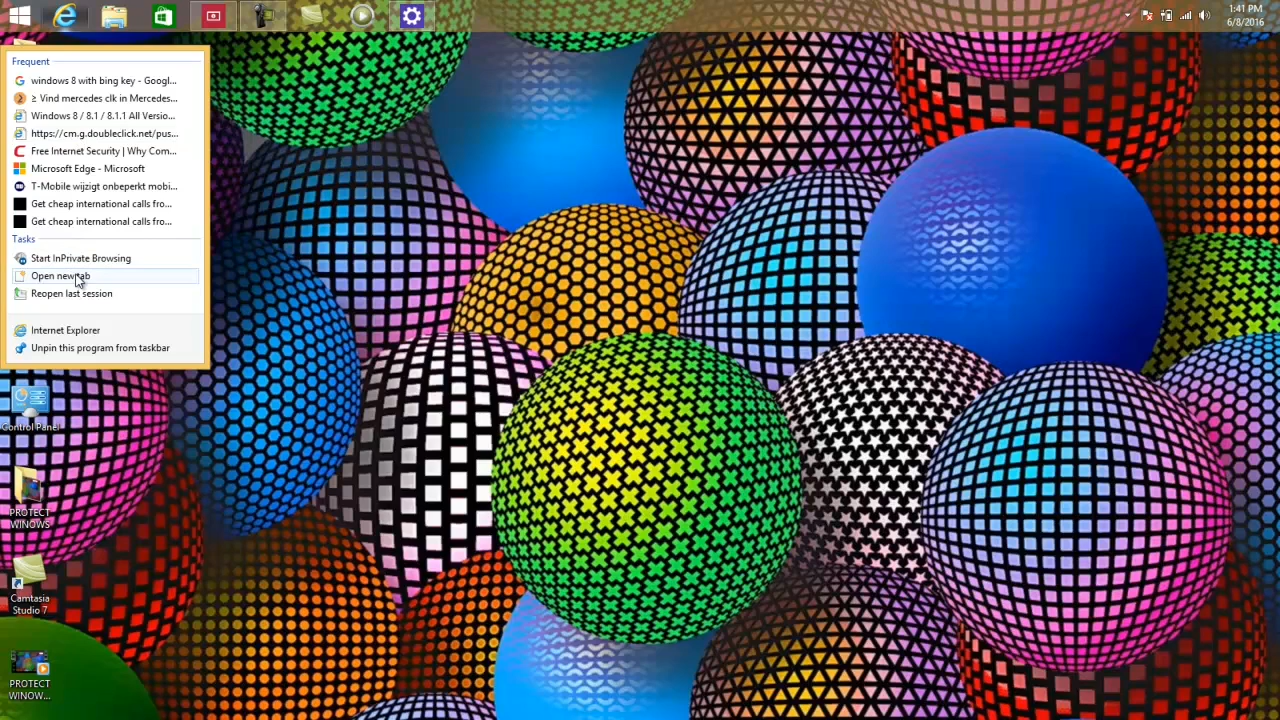 1:41 PM
6/8/2016
Frequent
windows 8 with bing key - Googl...
≥ Vind mercedes clk in Mercedes...
Windows 8 / 8.1 / 8.1.1 All Versio...
https://cm.g.doubleclick.net/pus...
Free Internet Security | Why Com...
Microsoft Edge - Microsoft
T-Mobile wijzigt onbeperkt mobi...
Get cheap international calls fro...
Get cheap international calls fro...
Tasks
Start InPrivate Browsing
Open new tab
Reopen last session
Internet Explorer
Unpin this program from taskbar
Control Panel
PROTECT
WINOWS
Camtasia
Studio 7
PROTECT
WINOW...